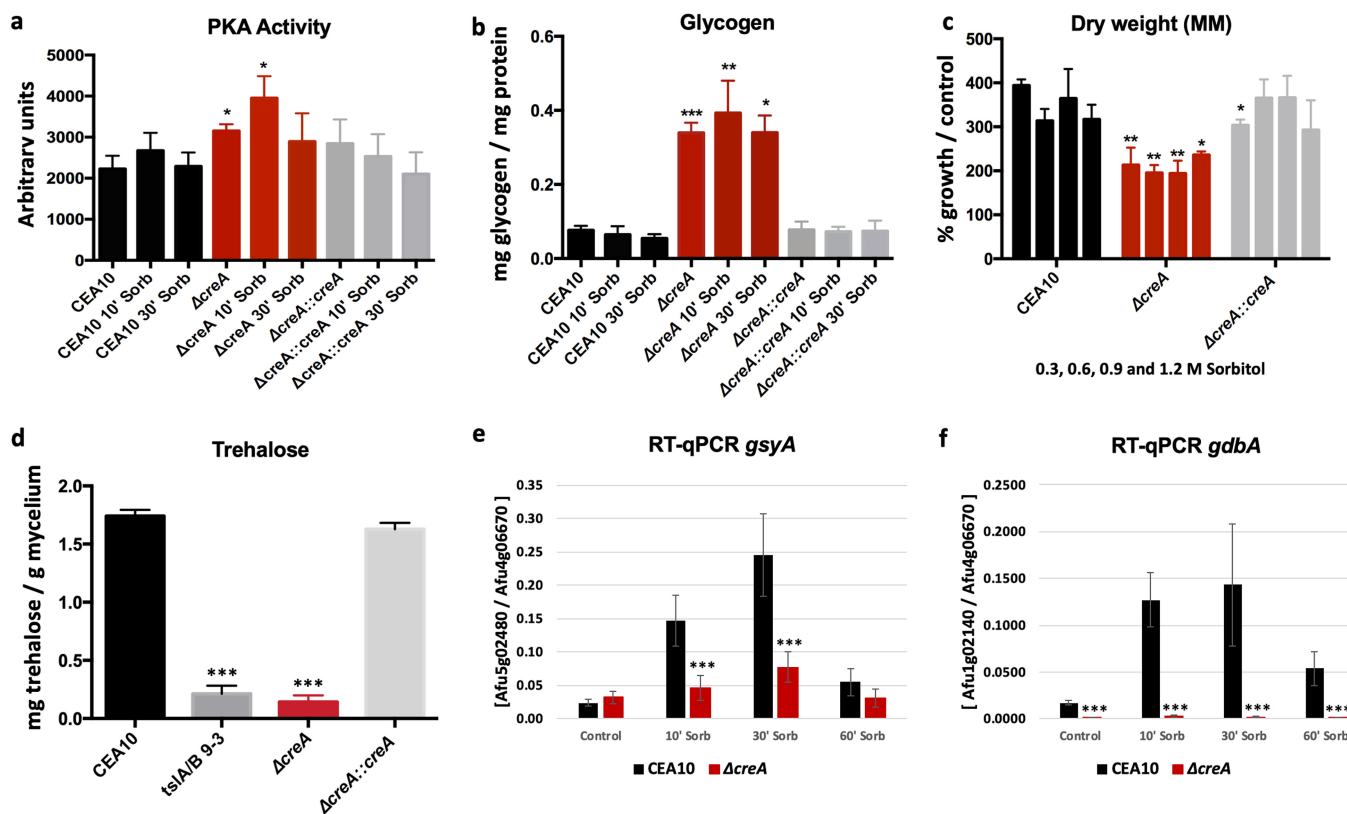 a
PKA Activity
Arbitrarv units
5000
4000
3000
2000
1000
0
*
*
CEA10
CEA10 10' Sorb
CEA10 30' Sorb
ΔcreA
ΔcreA 10' Sorb
ΔcreA 30' Sorb
ΔcreA::creA
ΔcreA::creA 10' Sorb
ΔcreA::creA 30' Sorb
b
Glycogen
mg glycogen / mg protein
0.6
0.4
0.2
0.0
***
**
*
CEA10
CEA10 10' Sorb
CEA10 30' Sorb
ΔcreA
ΔcreA 10' Sorb
ΔcreA 30' Sorb
ΔcreA::creA
ΔcreA::creA 10' Sorb
ΔcreA::creA 30' Sorb
c
Dry weight (MM)
% growth / control
500
400
300
200
100
0
**
**
**
*
*
CEA10
ΔcreA
ΔcreA::creA
0.3, 0.6, 0.9 and 1.2 M Sorbitol
d
Trehalose
mg trehalose / g mycelium
2.0
1.5
1.0
0.5
0.0
***
***
CEA10
tslA/B 9-3
ΔcreA
ΔcreA::creA
e
RT-qPCR gsyA
[Afu5g02480 / Afu4g06670 ]
0.35
0.30
0.25
0.20
0.15
0.10
0.05
0.00
***
***
Control
10' Sorb
30' Sorb
60' Sorb
CEA10
ΔcreA
f
RT-qPCR gdbA
[Afu1g02140 / Afu4g06670 ]
0.2500
0.2000
0.1500
0.1000
0.0500
0.0000
***
***
***
***
Control
10' Sorb
30' Sorb
60' Sorb
CEA10
ΔcreA